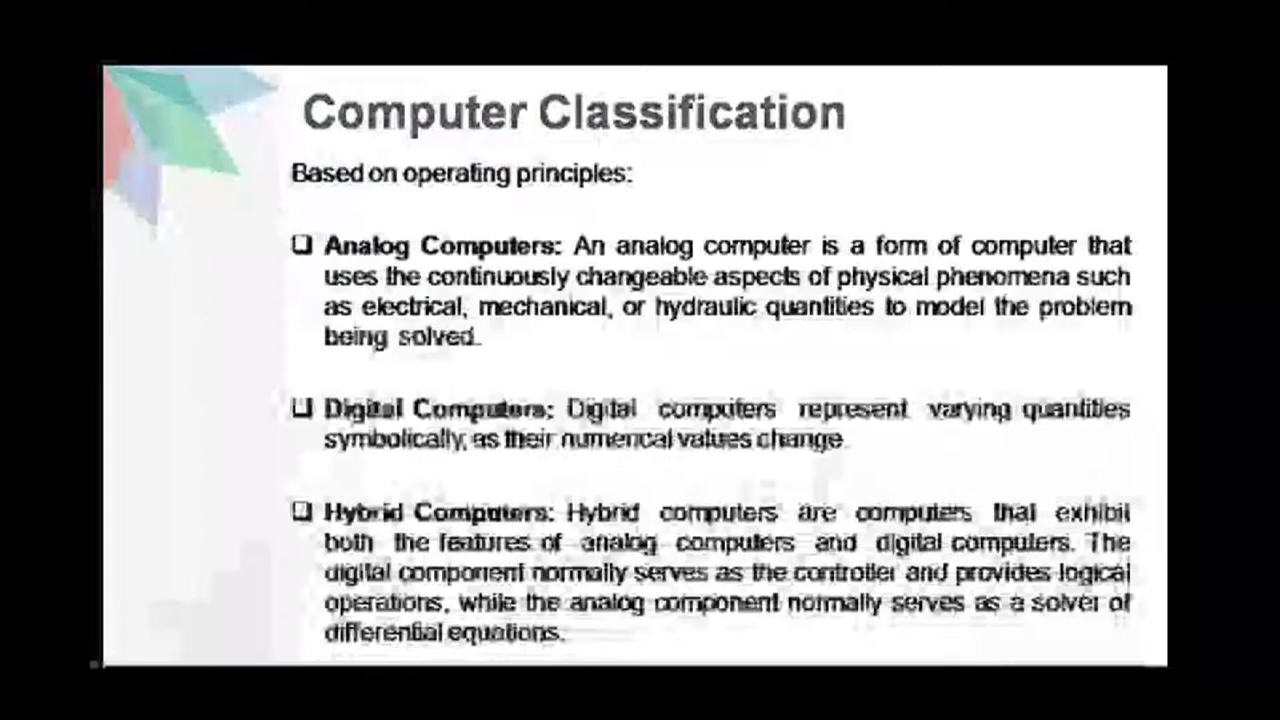 Computer Classification
Based on operating principles:
❑ Analog Computers: An analog computer is a form of computer that
uses the continuously changeable aspects of physical phenomena such
as electrical, mechanical, or hydraulic quantities to model the problem
being solved.
❑ Digital Computers: Digital computers represent varying quantities
symbolically, as their numerical values change.
❑ Hybrid Computers: Hybrid computers are computers that exhibit
both the features of analog computers and digital computers. The
digital component normally serves as the controller and provides logical
operations, while the analog component normally serves as a solver of
differential equations.